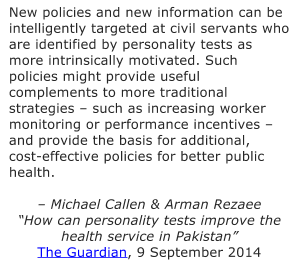 New policies and new information can be
intelligently targeted at civil servants who
are identified by personality tests as
more intrinsically motivated. Such
policies might provide useful
complements to more traditional
strategies – such as increasing worker
monitoring or performance incentives –
and provide the basis for additional,
cost-effective policies for better public
health.
– Michael Callen & Arman Rezaee
“How can personality tests improve the
health service in Pakistan”
The Guardian, 9 September 2014